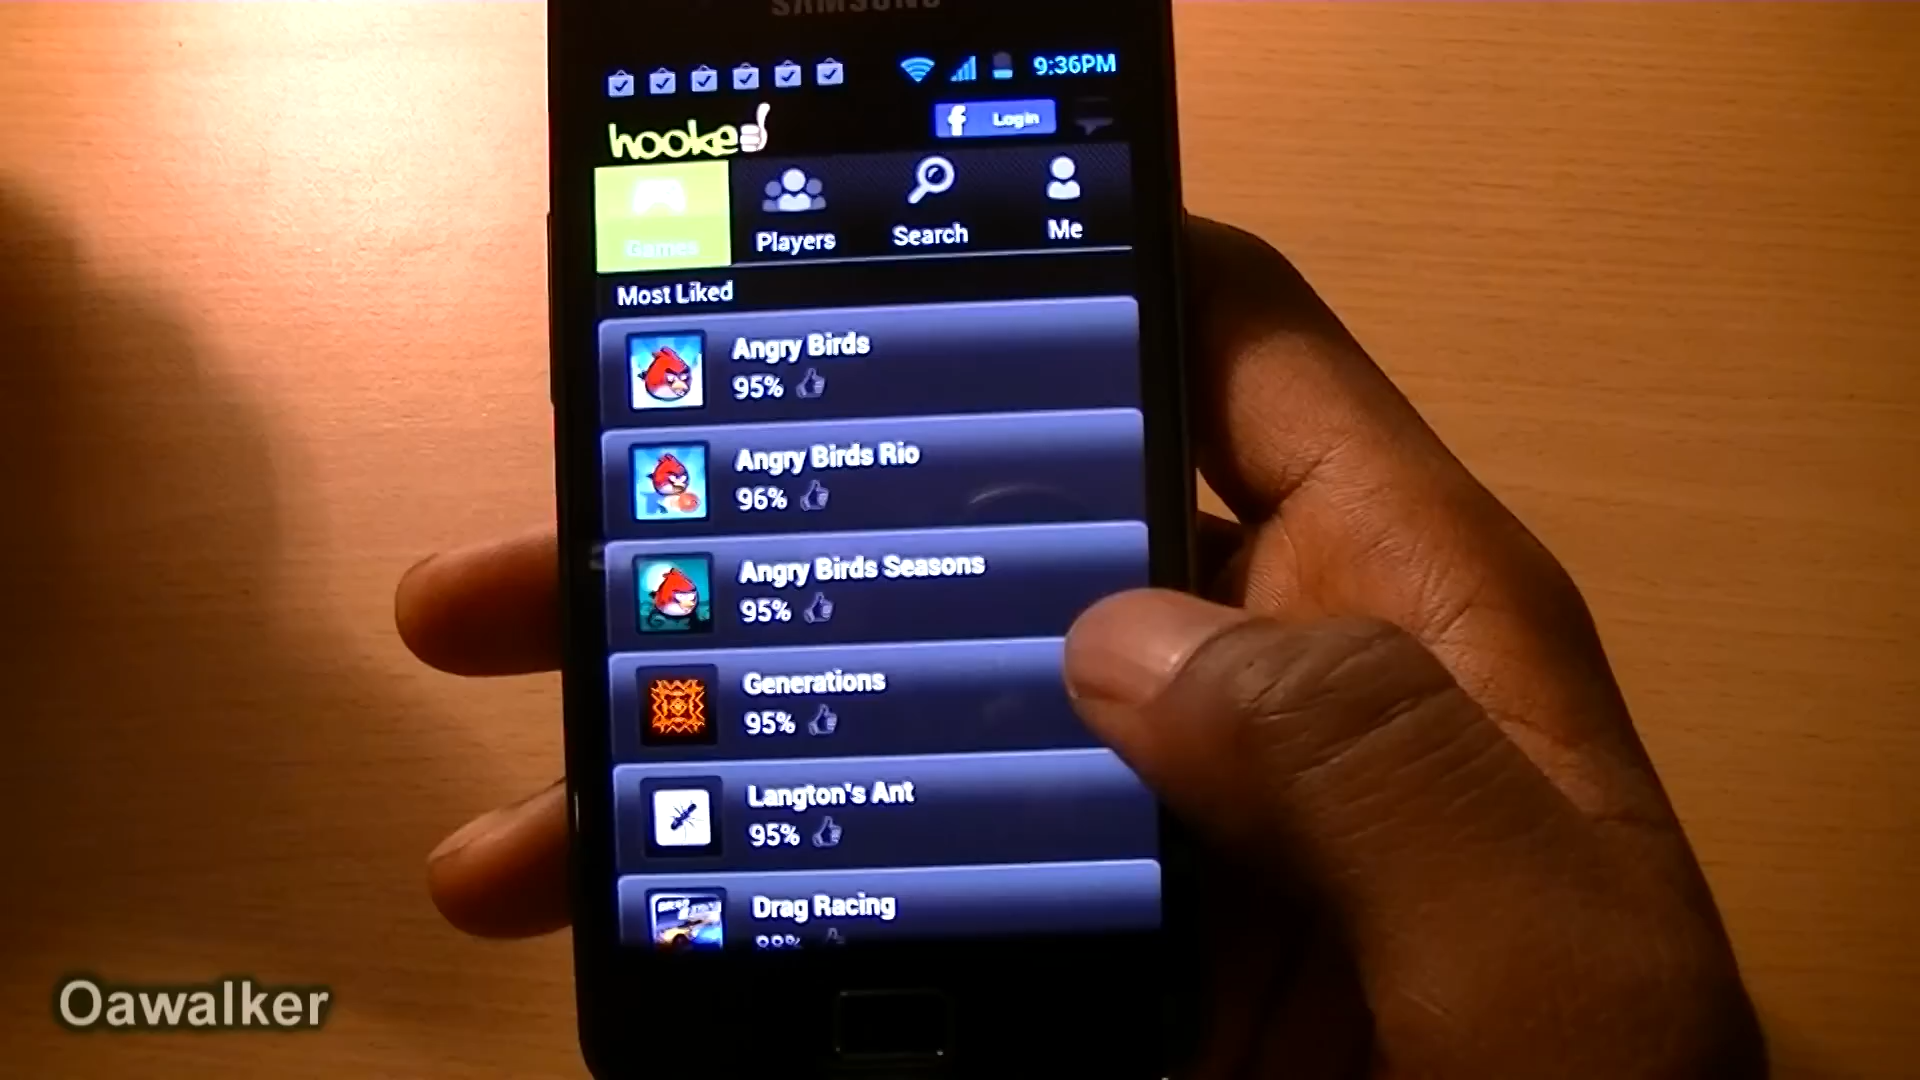 SAMSUNG
9:36PM
hooked
Login
Games
Players
Search
Me
Most Liked
Angry Birds
95%
Angry Birds Rio
96%
Angry Birds Seasons
95%
Generations
95%
Langton's Ant
95%
Drag Racing
Oawalker